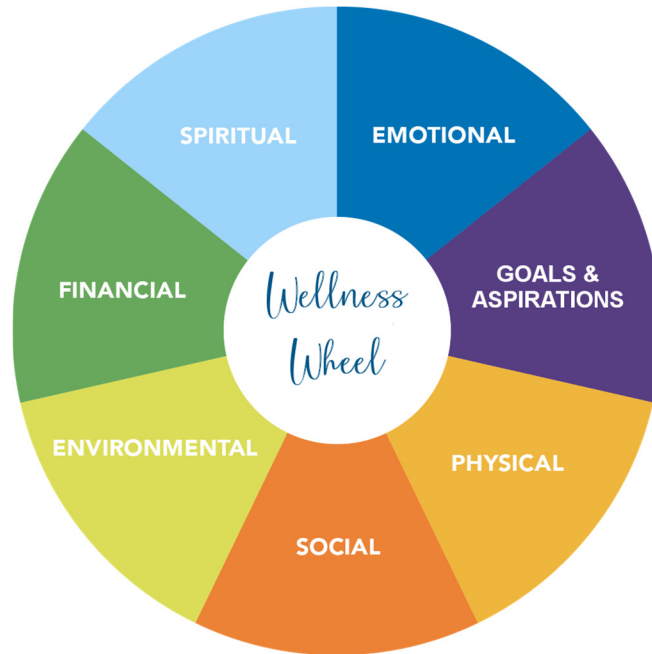 SPIRITUAL
EMOTIONAL
FINANCIAL
Wellness
Wheel
GOALS &
ASPIRATIONS
ENVIRONMENTAL
PHYSICAL
SOCIAL